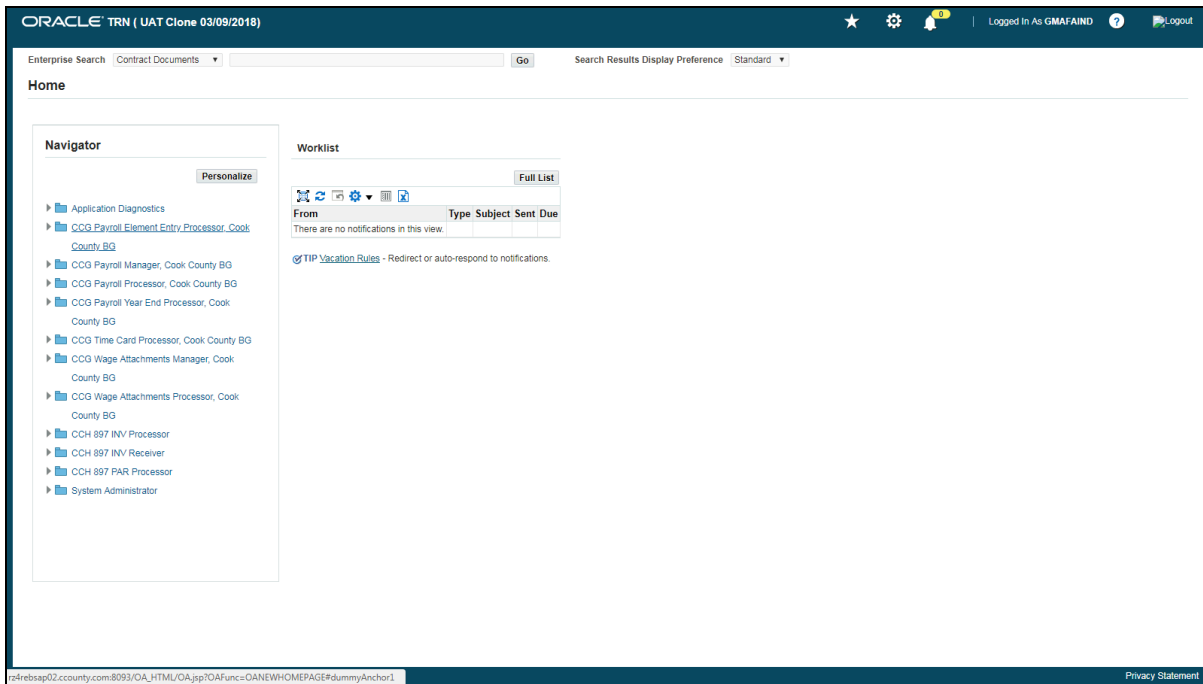 ORACLE TRN ( UAT Clone 03/09/2018)
0
Logged In As GMAFAIND
?
Logout
Enterprise Search Contract Documents Go Search Results Display Preference Standard
Home
Navigator
Personalize
Application Diagnostics
CCG Payroll Element Entry Processor, Cook
County BG
CCG Payroll Manager, Cook County BG
CCG Payroll Processor, Cook County BG
CCG Payroll Year End Processor, Cook
County BG
CCG Time Card Processor, Cook County BG
CCG Wage Attachments Manager, Cook
County BG
CCG Wage Attachments Processor, Cook
County BG
CCH 897 INV Processor
CCH 897 INV Receiver
CCH 897 PAR Processor
System Administrator
Worklist
Full List
From Type Subject Sent Due
There are no notifications in this view.
TIP Vacation Rules - Redirect or auto-respond to notifications.
rz4rebsap02.ccounty.com:8093/OA_HTML/OA.jsp?OAFunc=OANEWHOMEPAGE#dummyAnchor1
Privacy Statement